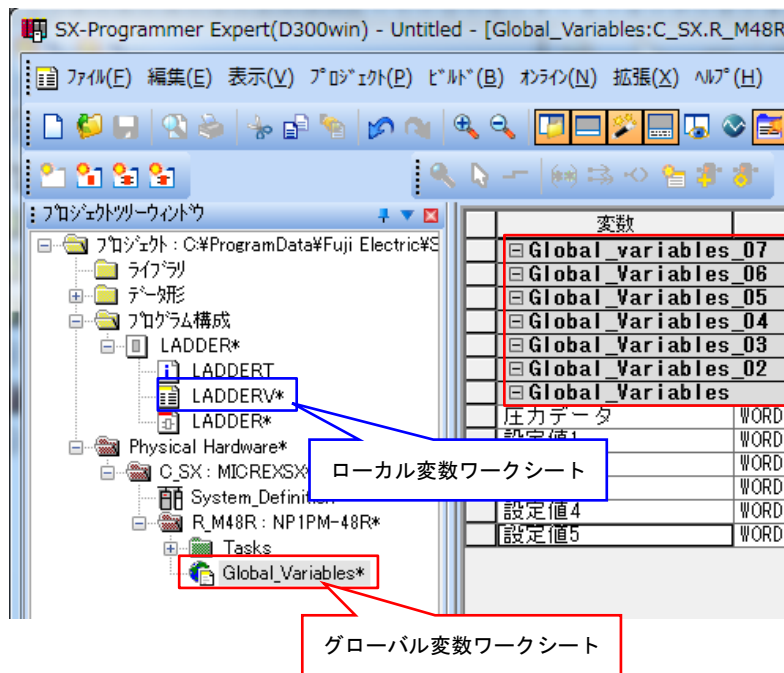 SX-Programmer Expert(D300win) - Untitled - [Global_Variables:C_SX.R_M48R
ﾌｧｲﾙ(F) 編集(E) 表示(V) ﾌﾟﾛｼﾞｪｸﾄ(P) ﾋﾞﾙﾄﾞ(B) ｵﾝﾗｲﾝ(N) 拡張(X) ﾍﾙﾌﾟ(H)
ﾌﾟﾛｼﾞｪｸﾄﾂﾘｰｳｨﾝﾄﾞｳ
ﾌﾟﾛｼﾞｪｸﾄ : C:¥ProgramData¥Fuji Electric¥S
ﾗｲﾌﾞﾗﾘ
ﾃﾞｰﾀ形
ﾌﾟﾛｸﾞﾗﾑ構成
LADDER*
LADDERT
LADDERV*
LADDER*
Physical Hardware*
C_SX : MICREXSX
System_Definition
R_M48R : NP1PM-48R*
Tasks
Global_Variables*
変数
Global_variables_07
Global_Variables_06
Global_Variables_05
Global_Variables_04
Global_Variables_03
Global_Variables_02
Global_Variables
圧力データ WORD
設定値1 WORD
WORD
WORD
設定値4 WORD
設定値5 WORD
ローカル変数ワークシート
グローバル変数ワークシート